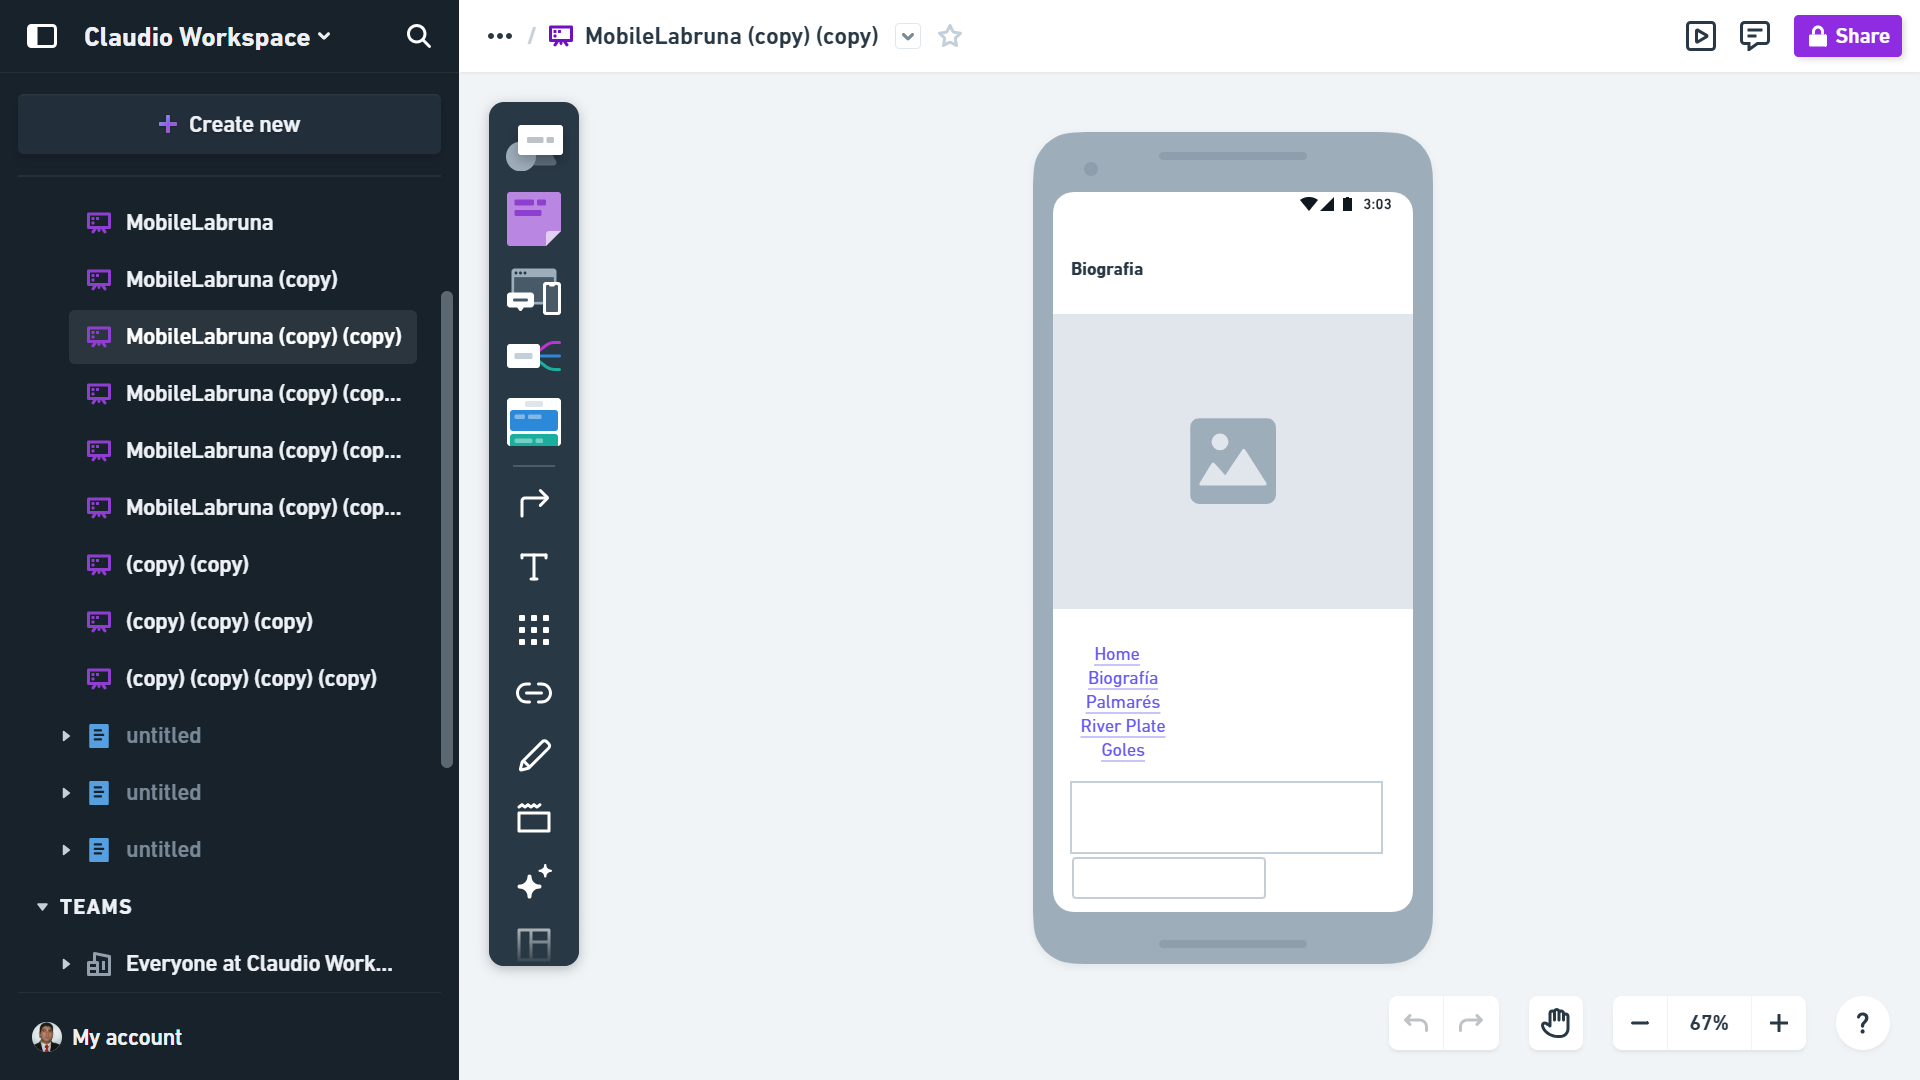 Claudio Workspace
Create new
MobileLabruna
MobileLabruna (copy)
MobileLabruna (copy) (copy)
MobileLabruna (copy) (cop...
MobileLabruna (copy) (cop...
MobileLabruna (copy) (cop...
(copy) (copy)
(copy) (copy) (copy)
(copy) (copy) (copy) (copy)
untitled
untitled
untitled
TEAMS
Everyone at Claudio Work...
My account
/ MobileLabruna (copy) (copy)
Share
3:03
Biografia
Home
Biografía
Palmarés
River Plate
Goles
67%
?